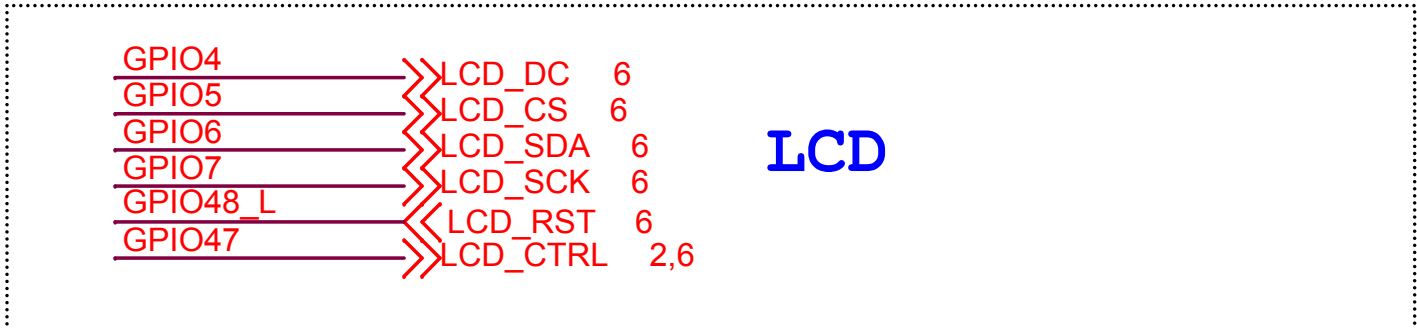 GPIO4 LCD_DC 6
GPIO5 LCD_CS 6
GPIO6 LCD_SDA 6
GPIO7 LCD_SCK 6
GPIO48_L LCD_RST 6
GPIO47 LCD_CTRL 2,6
LCD